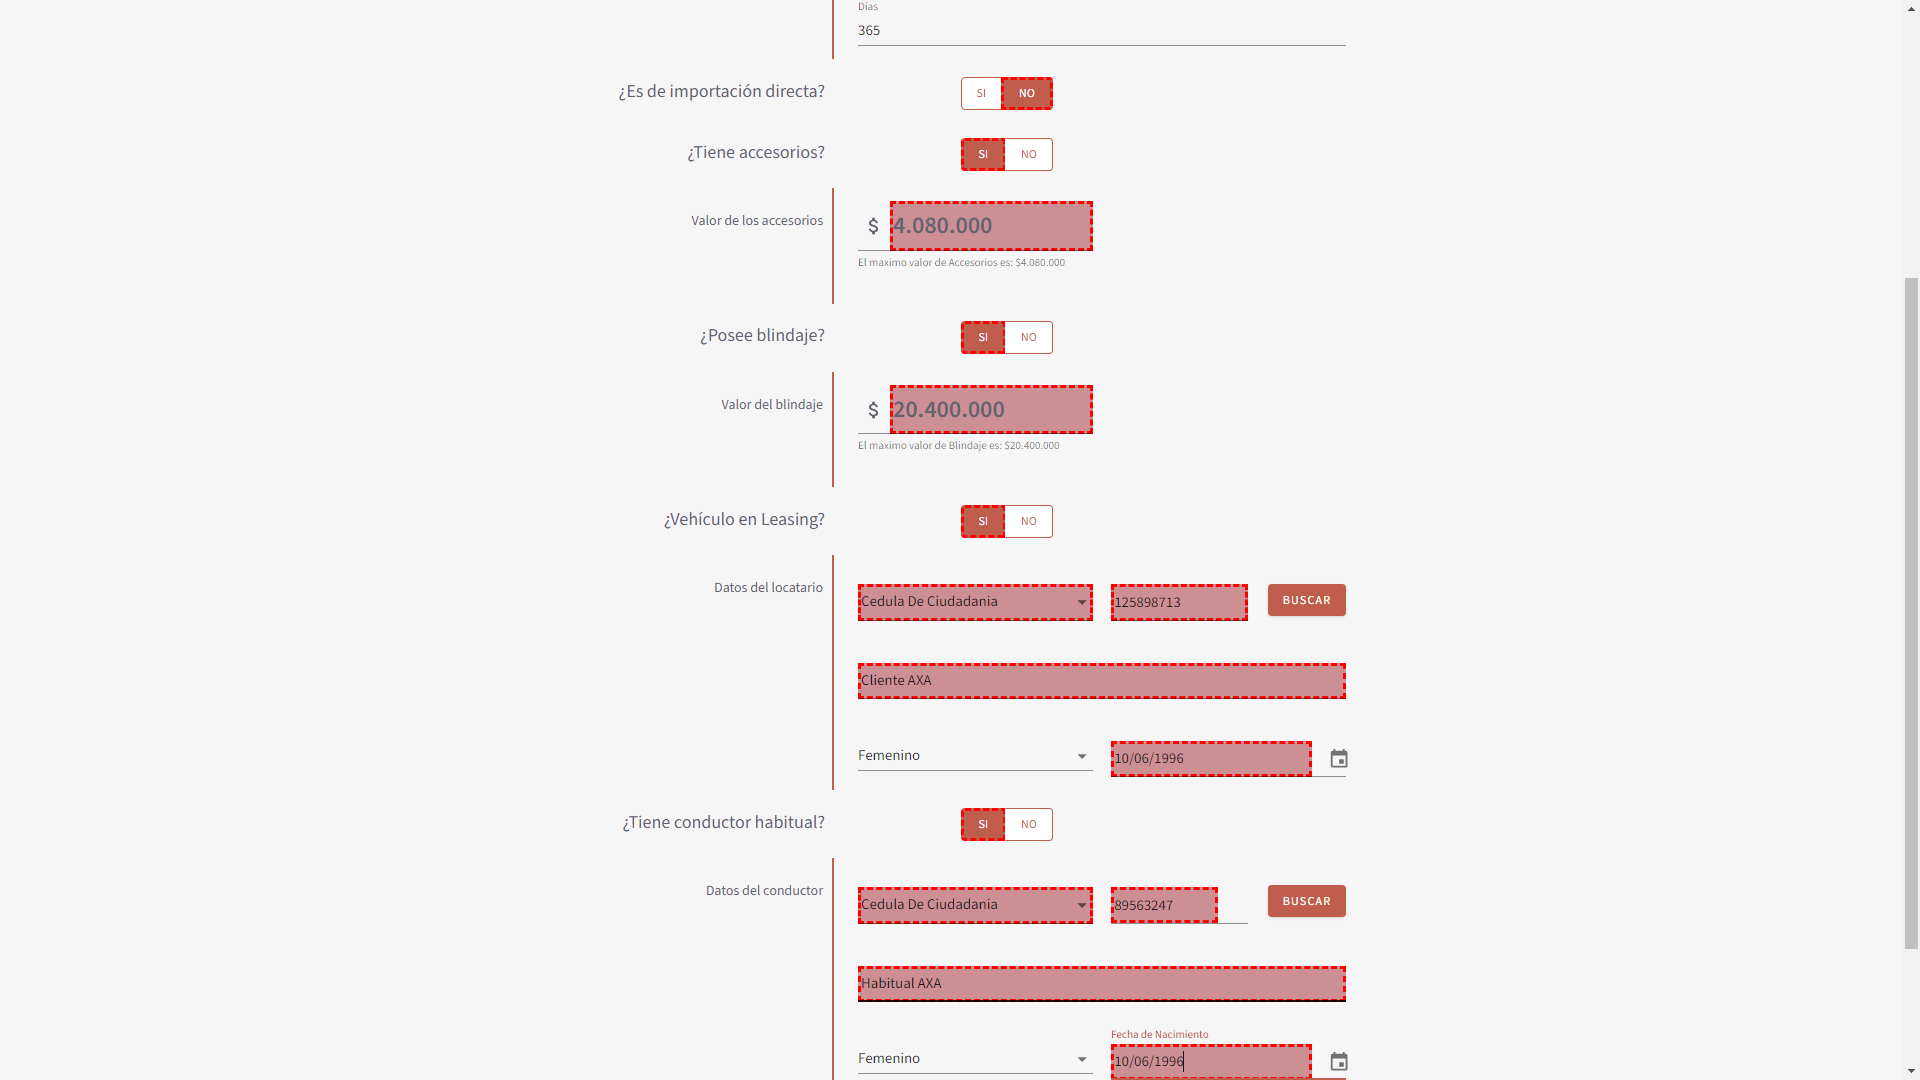 Dias
365
¿Es de importación directa?
SI NO
¿Tiene accesorios?
SI NO
Valor de los accesorios
$ 4.080.000
El maximo valor de Accesorios es: $4.080.000
¿Posee blindaje?
SI NO
Valor del blindaje
$ 20.400.000
El maximo valor de Blindaje es: $20.400.000
¿Vehículo en Leasing?
SI NO
Datos del locatario
Cedula De Ciudadania 125898713 BUSCAR
Cliente AXA
Femenino 10/06/1996
¿Tiene conductor habitual?
SI NO
Datos del conductor
Cedula De Ciudadania 89563247 BUSCAR
Habitual AXA
Fecha de Nacimiento
Femenino 10/06/1996